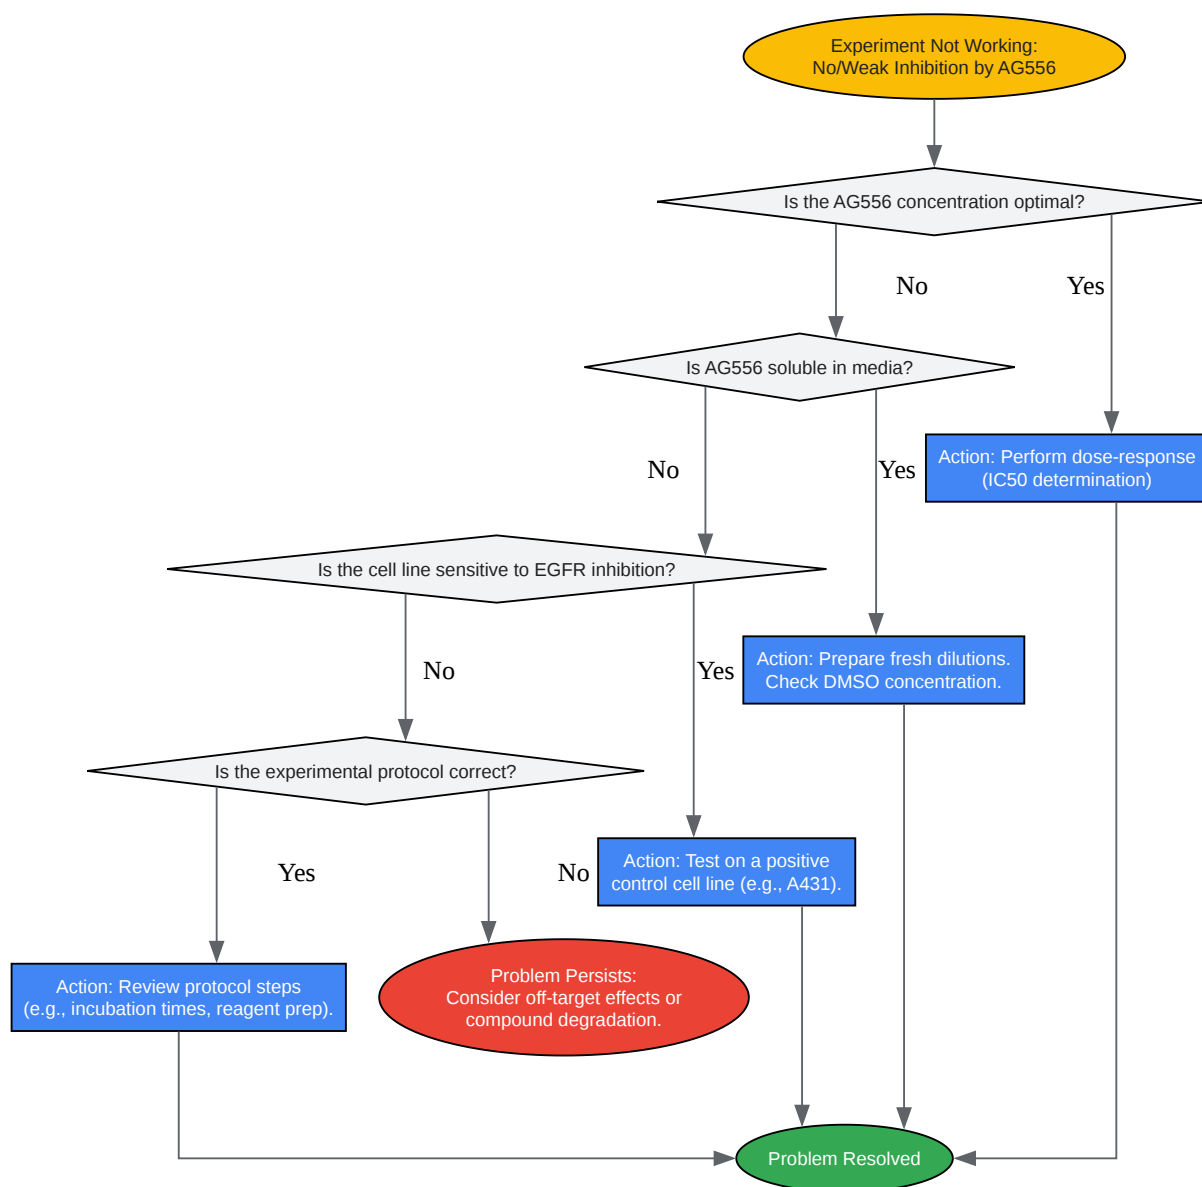 Experiment Not Working:
No/Weak Inhibition by AG556
Is the AG556 concentration optimal?
No
Yes
Is AG556 soluble in media?
No
Yes
Action: Perform dose-response
(IC50 determination)
Is the cell line sensitive to EGFR inhibition?
No
Yes
Action: Prepare fresh dilutions.
Check DMSO concentration.
Is the experimental protocol correct?
Yes
No
Action: Test on a positive
control cell line (e.g., A431).
Action: Review protocol steps
(e.g., incubation times, reagent prep).
Problem Persists:
Consider off-target effects or
compound degradation.
Problem Resolved